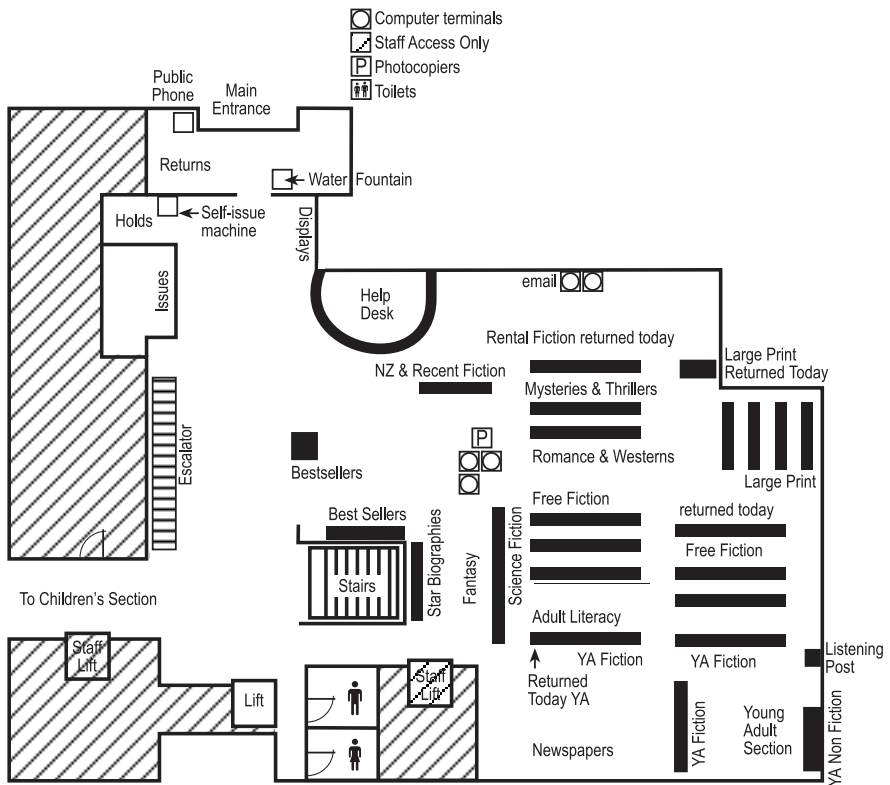 Computer terminals
Staff Access Only
P Photocopiers
Toilets
Public
Phone
Main
Entrance
Returns
Water Fountain
Holds
Self-issue
machine
Displays
Issues
Help
Desk
email
Rental Fiction returned today
Large Print
Returned Today
NZ & Recent Fiction
Mysteries & Thrillers
P
Romance & Westerns
Large Print
Escalator
Bestsellers
Free Fiction
returned today
Best Sellers
Free Fiction
Stairs
Star Biographies
Fantasy
Science Fiction
To Children's Section
Adult Literacy
Staff
Lift
YA Fiction
YA Fiction
Listening
Post
Returned
Today YA
Staff
Lift
Lift
YA Fiction
Young
Adult
Section
YA Non Fiction
Newspapers